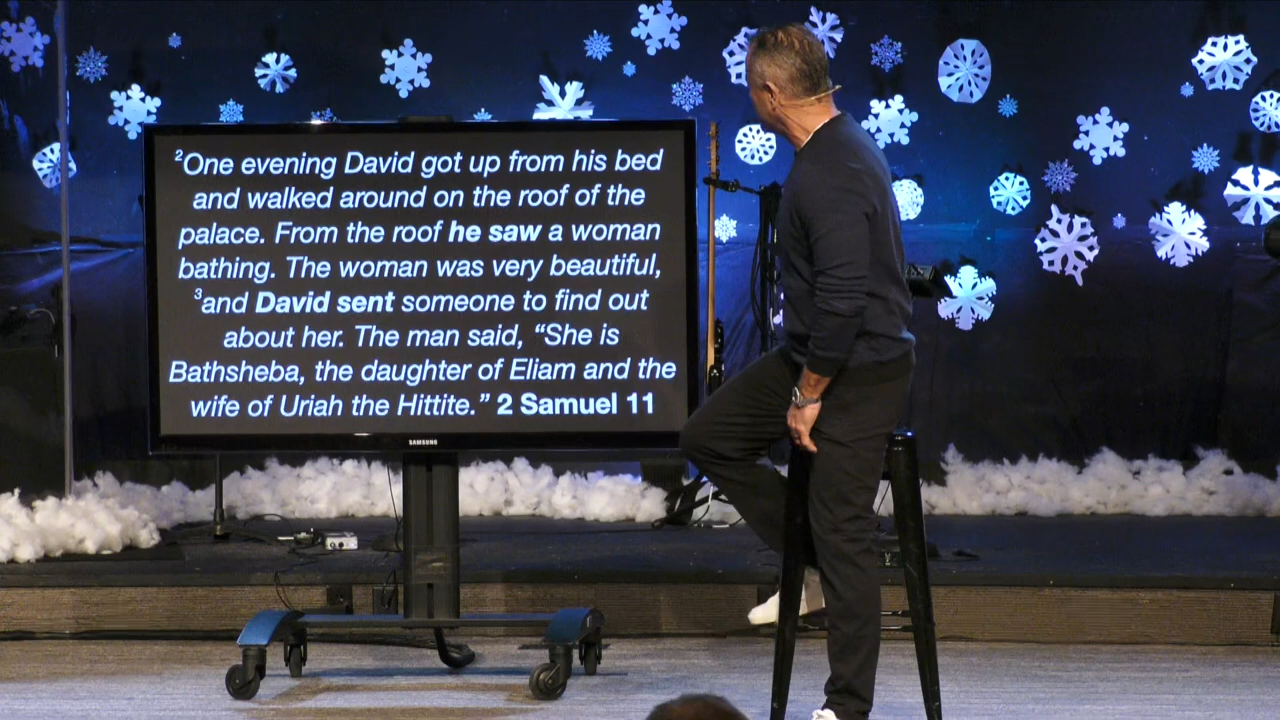 ²One evening David got up from his bed
and walked around on the roof of the
palace. From the roof he saw a woman
bathing. The woman was very beautiful,
³and David sent someone to find out
about her. The man said, “She is
Bathsheba, the daughter of Eliam and the
wife of Uriah the Hittite.” 2 Samuel 11
SAMSUNG